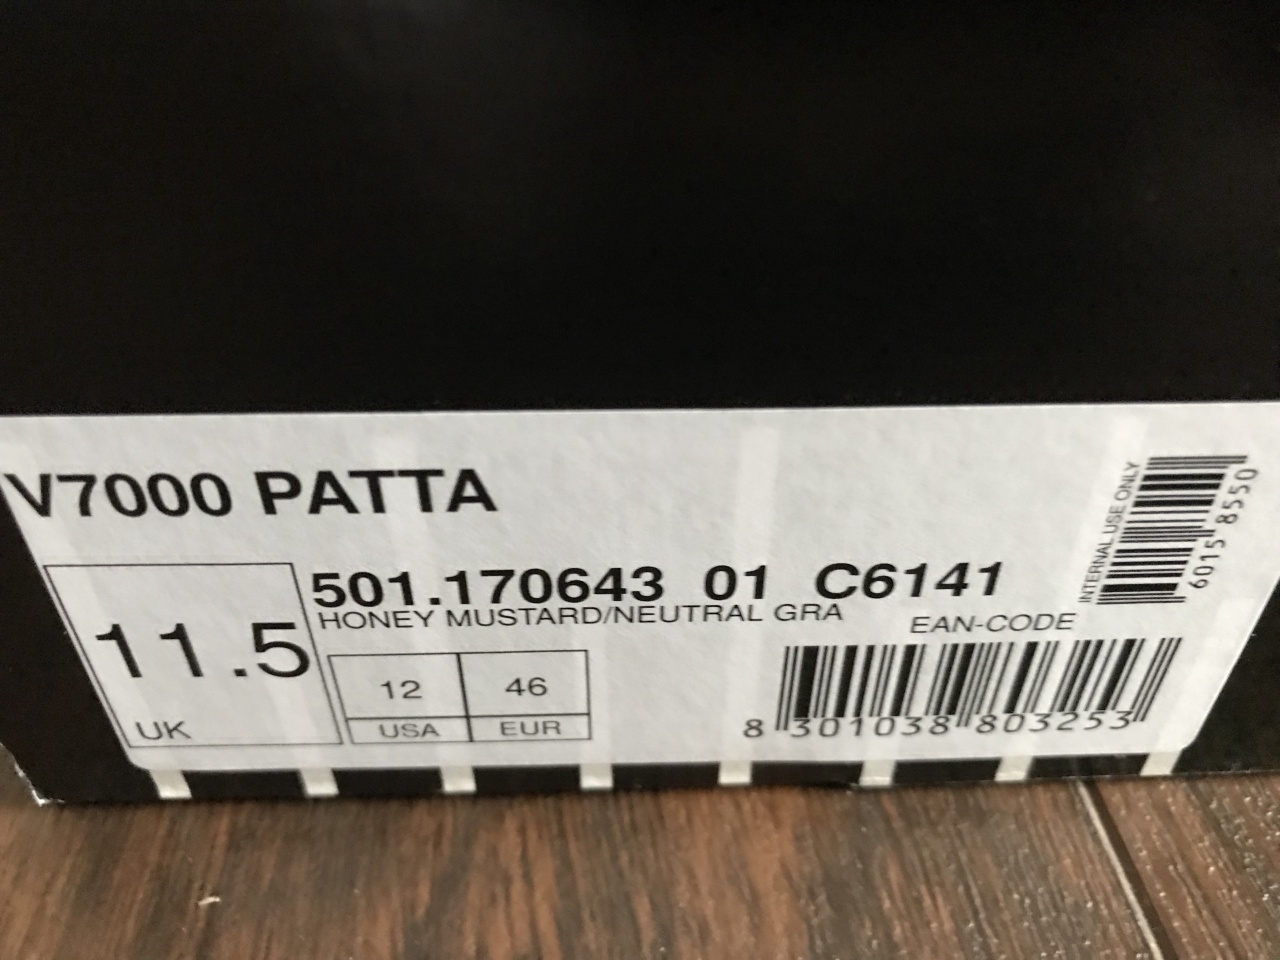 V7000 PATTA
INTERNAL USE ONLY
6015 8550
501.170643 01 C6141
HONEY MUSTARD/NEUTRAL GRA
EAN-CODE
11.5
UK
12 46
USA EUR
8 301038 803253